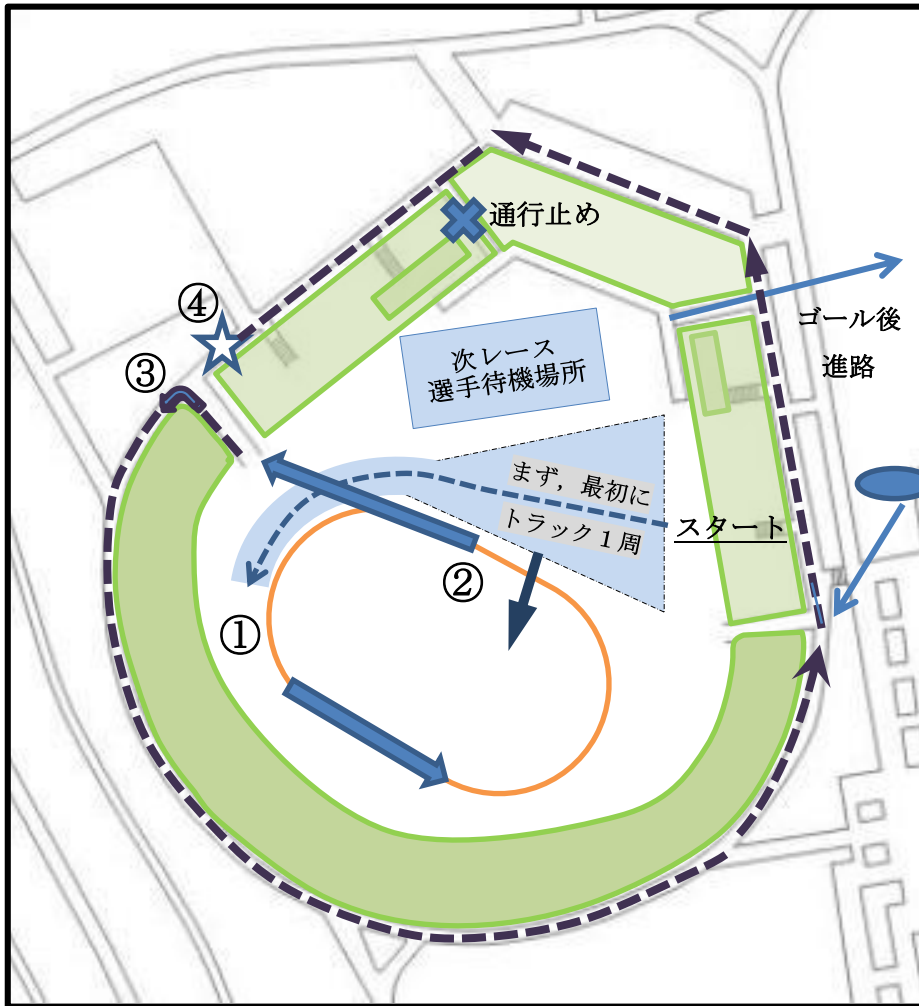 通行止め
④
ゴール後
進路
③
次レース
選手待機場所
まず，最初に
トラック１周
スタート
②
①